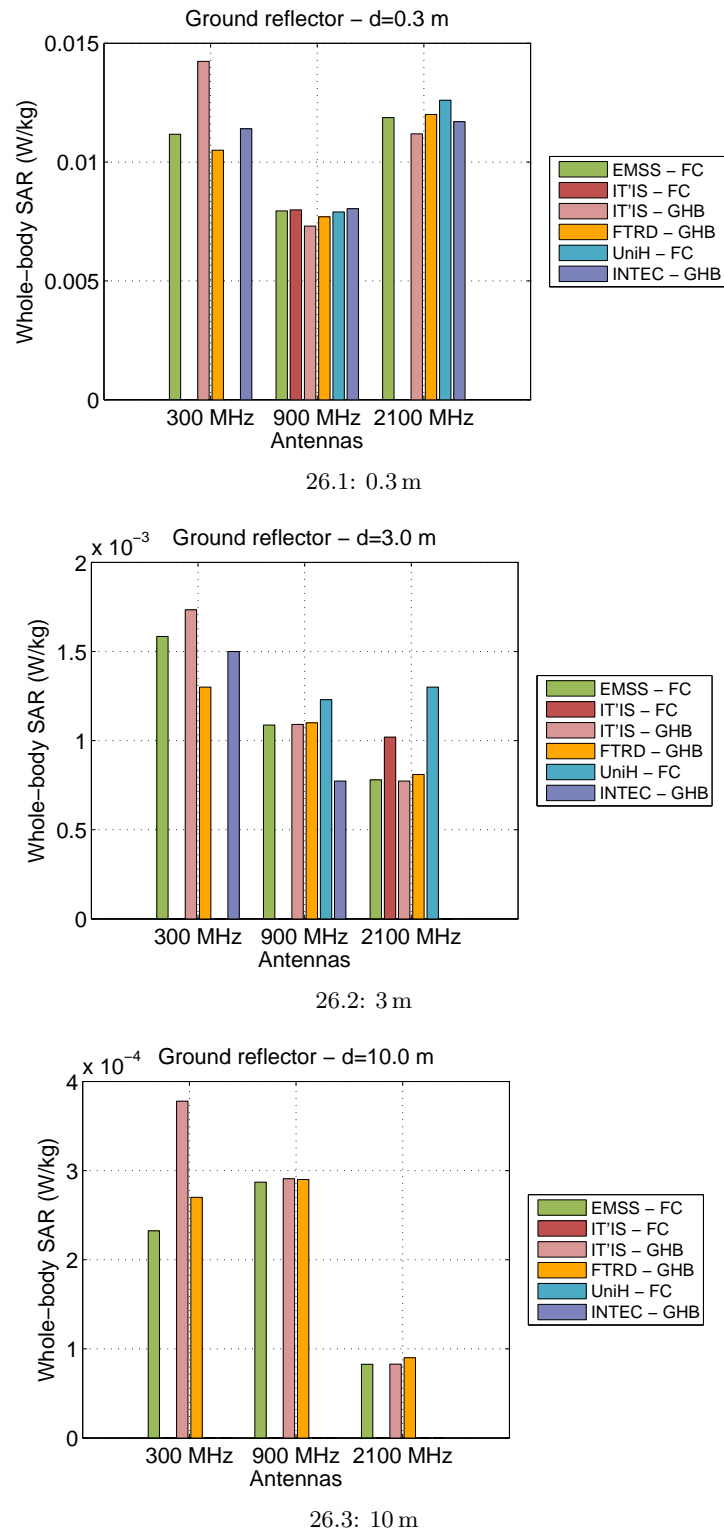 Ground reflector − d=0.3 m
Whole−body SAR (W/kg)
0.015
0.01
0.005
0
300 MHz 900 MHz 2100 MHz
Antennas
EMSS − FC
IT'IS − FC
IT'IS − GHB
FTRD − GHB
UniH − FC
INTEC − GHB
26.1: 0.3 m
x 10⁻³ Ground reflector − d=3.0 m
Whole−body SAR (W/kg)
2
1.5
1
0.5
0
300 MHz 900 MHz 2100 MHz
Antennas
EMSS − FC
IT'IS − FC
IT'IS − GHB
FTRD − GHB
UniH − FC
INTEC − GHB
26.2: 3 m
x 10⁻⁴ Ground reflector − d=10.0 m
Whole−body SAR (W/kg)
4
3
2
1
0
300 MHz 900 MHz 2100 MHz
Antennas
EMSS − FC
IT'IS − FC
IT'IS − GHB
FTRD − GHB
UniH − FC
INTEC − GHB
26.3: 10 m